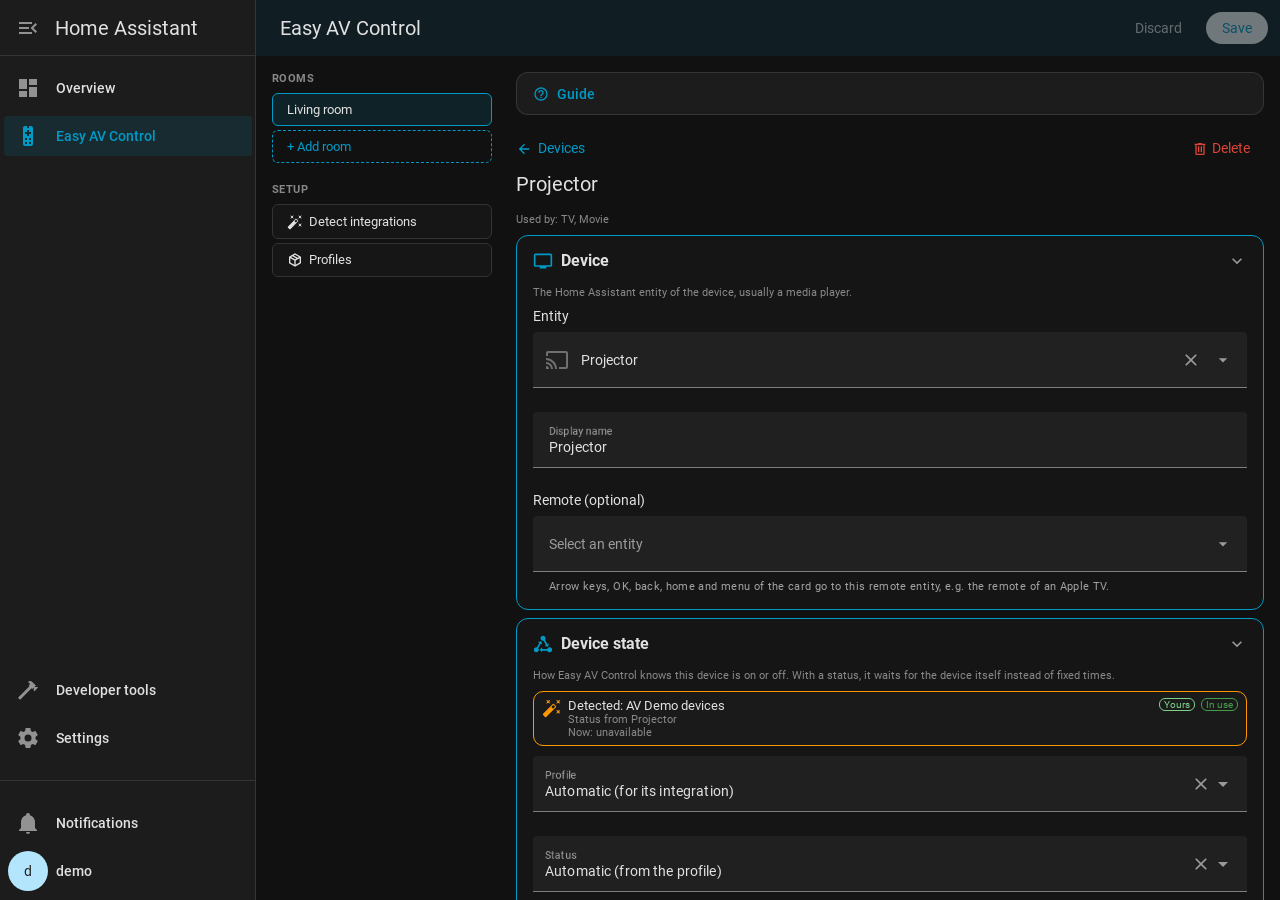 Home Assistant
Easy AV Control
Discard
Save
Overview
Easy AV Control
Developer tools
Settings
Notifications
d
demo
ROOMS
Living room
+ Add room
SETUP
Detect integrations
Profiles
Guide
Devices
Delete
Projector
Used by: TV, Movie
Device
The Home Assistant entity of the device, usually a media player.
Entity
Projector
Display name
Projector
Remote (optional)
Select an entity
Arrow keys, OK, back, home and menu of the card go to this remote entity, e.g. the remote of an Apple TV.
Device state
How Easy AV Control knows this device is on or off. With a status, it waits for the device itself instead of fixed times.
Detected: AV Demo devices
Yours
In use
Status from Projector
Now: unavailable
Profile
Automatic (for its integration)
Status
Automatic (from the profile)